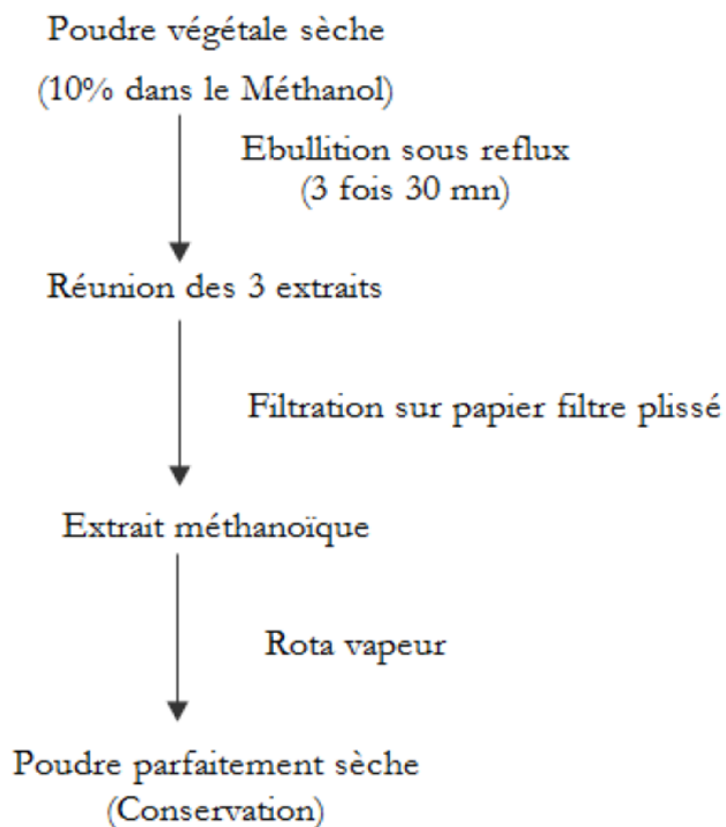 Poudre végétale sèche
(10% dans le Méthanol)
Ebullition sous reflux
(3 fois 30 mn)
Réunion des 3 extraits
Filtration sur papier filtre plissé
Extrait méthanoïque
Rota vapeur
Poudre parfaitement sèche
(Conservation)